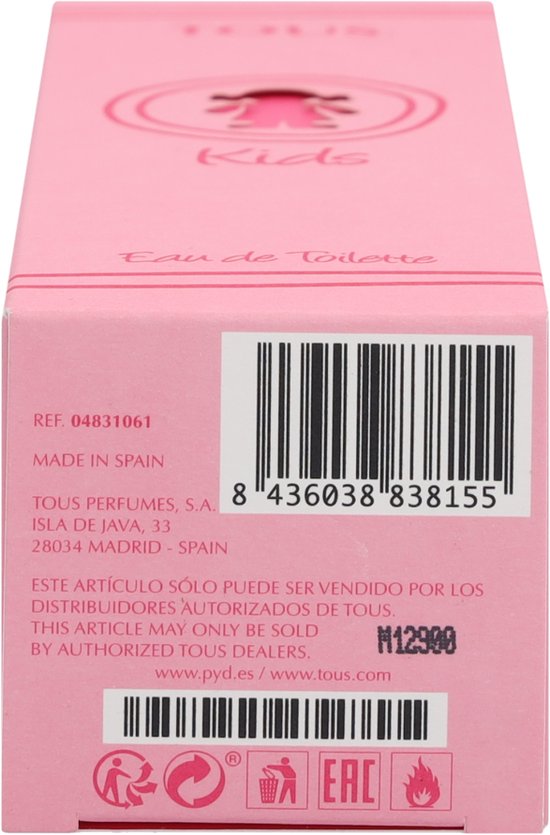 TOUS
Kids
Eau de Toilette
REF. 04831061
MADE IN SPAIN
TOUS PERFUMES, S.A.
ISLA DE JAVA, 33
28034 MADRID - SPAIN
8 436038 838155
ESTE ARTÍCULO SÓLO PUEDE SER VENDIDO POR LOS
DISTRIBUIDORES AUTORIZADOS DE TOUS.
THIS ARTICLE MAY ONLY BE SOLD
BY AUTHORIZED TOUS DEALERS.
M12900
www.pyd.es / www.tous.com
®
EAC